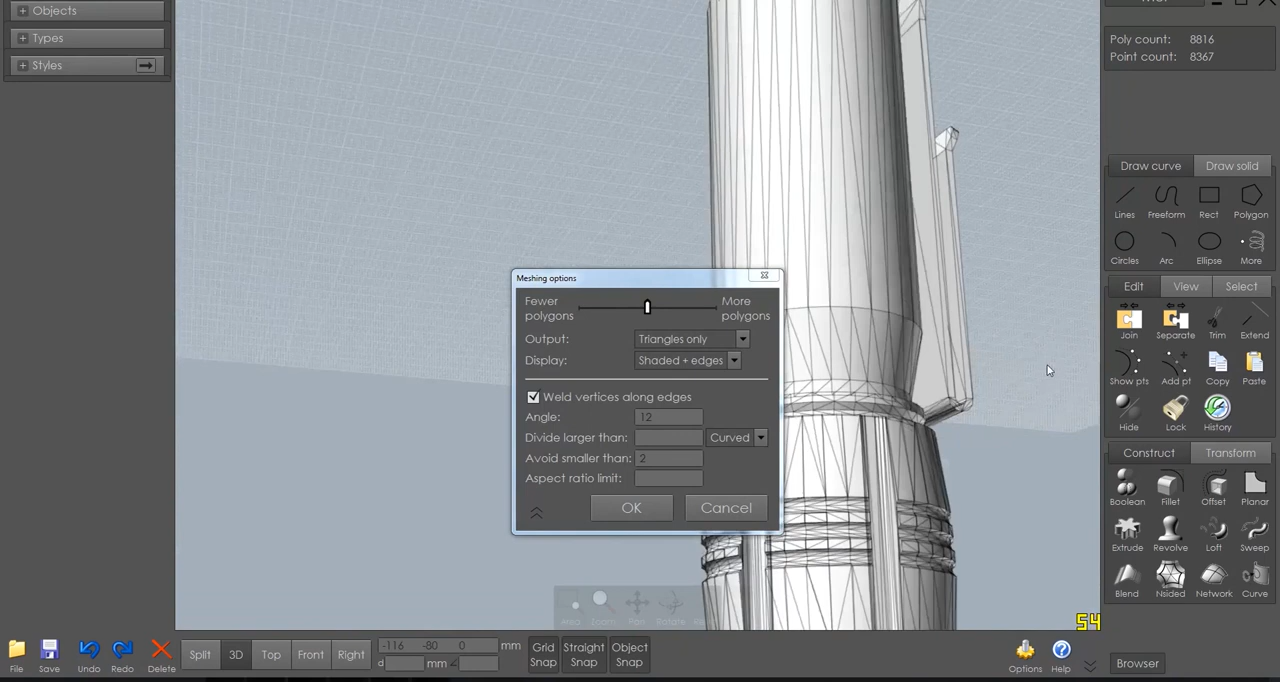 Objects
Types
Styles
Poly count: 8816
Point count: 8367
Draw curve Draw solid
Lines Freeform Rect Polygon
Circles Arc Ellipse More
Edit View Select
Join Separate Trim Extend
Show pts Add pt Copy Paste
Hide Lock History
Construct Transform
Boolean Fillet Offset Planar
Extrude Revolve Loft Sweep
Blend Nsided Network Curve
Meshing options
Fewer polygons More polygons
Output: Triangles only
Display: Shaded + edges
Weld vertices along edges
Angle: 12
Divide larger than: Curved
Avoid smaller than: 2
Aspect ratio limit:
OK Cancel
Area Zoom Pan
54
File Save Undo Redo Delete
Split 3D Top Front Right
-116 -80 0 mm
d mm
Grid Snap Straight Snap Object Snap
Options Help
Browser